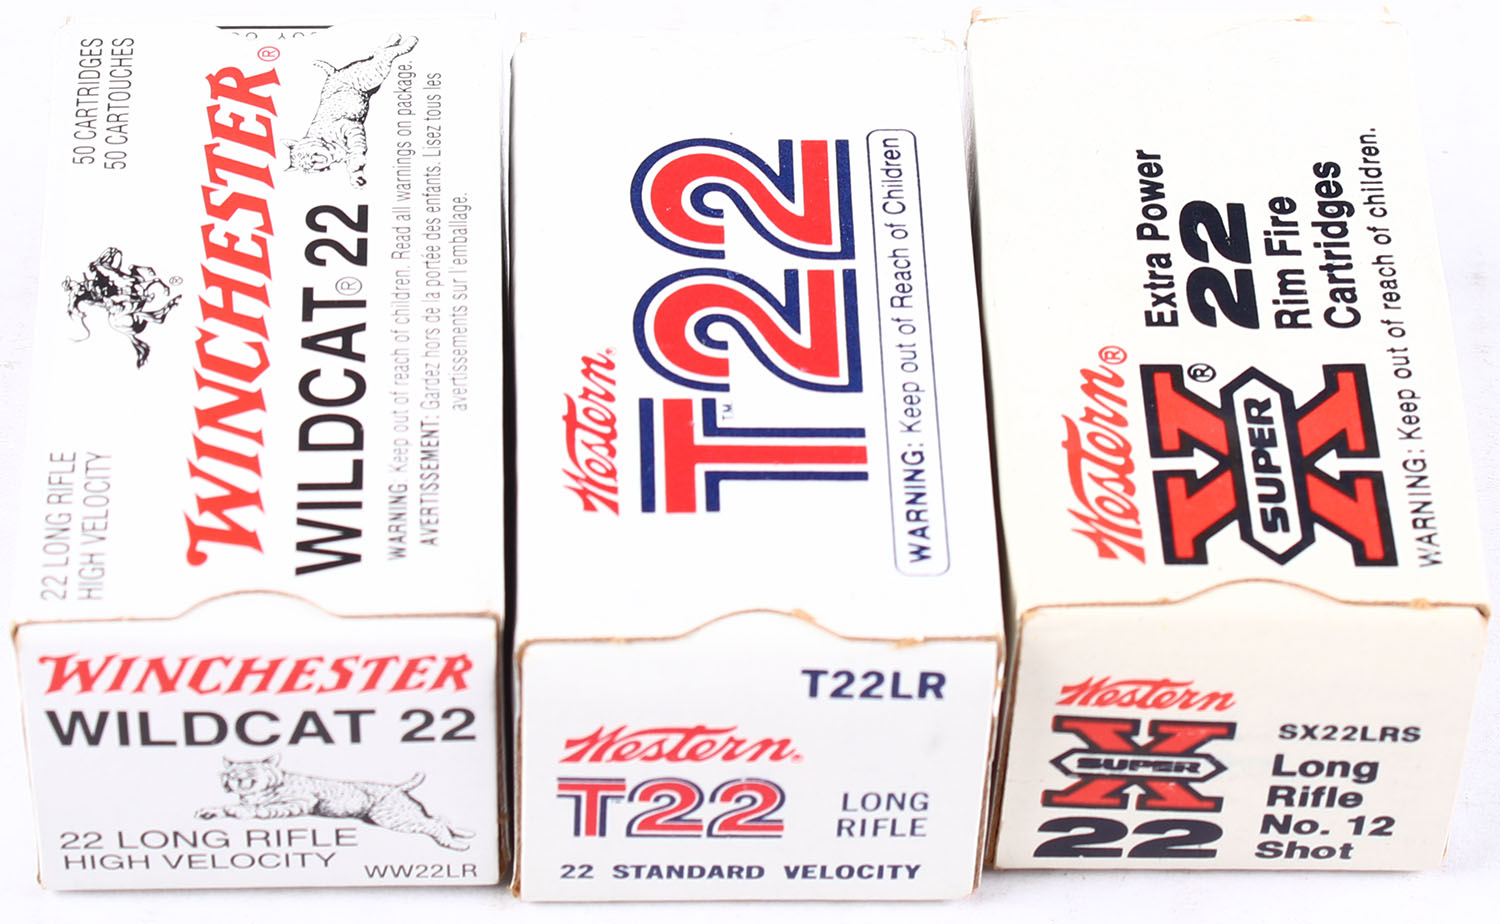 50 CARTRIDGES
50 CARTOUCHES
®
22 LONG RIFLE
HIGH VELOCITY
WINCHESTER®
WILDCAT® 22
WARNING: Keep out of reach of children. Read all warnings on package.
AVERTISSEMENT: Gardez hors de la portée des enfants. Lisez tous les
avertissements sur l'emballage.
WINCHESTER
WILDCAT 22
22 LONG RIFLE
HIGH VELOCITY
WW22LR
Western.
T22
TM
WARNING: Keep out of Reach of Children
T22LR
Western.
T22
LONG
RIFLE
22 STANDARD VELOCITY
Western®
SUPER X®
Extra Power
22
Rim Fire
Cartridges
WARNING: Keep out of reach of children.
Western
SUPER X
22
SX22LRS
Long
Rifle
No. 12
Shot